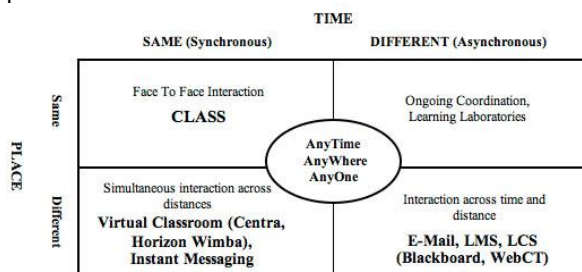 TIME
SAME (Synchronous)
DIFFERENT (Asynchronous)
PLACE
Same
Face To Face Interaction
CLASS
Ongoing Coordination,
Learning Laboratories
AnyTime
AnyWhere
AnyOne
Different
Simultaneous interaction across
distances
Virtual Classroom (Centra,
Horizon Wimba),
Instant Messaging
Interaction across time and
distance
E-Mail, LMS, LCS
(Blackboard, WebCT)